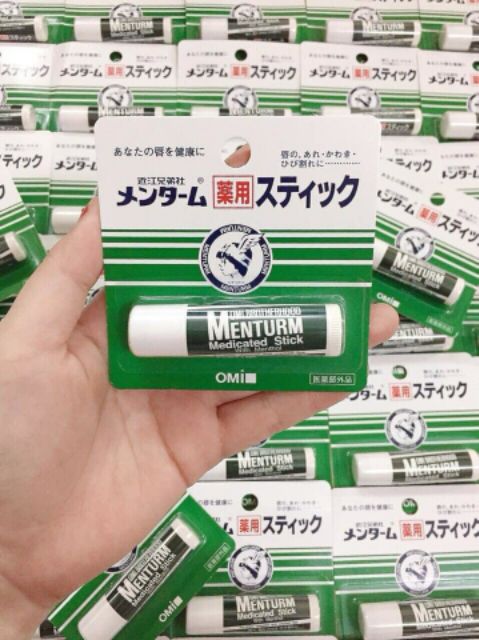 あなたの唇を健康に
唇の、あれ・かわき・
ひび割れに…………
近江兄弟社
メンターム® 薬用 スティック
MENTURM
OMI BROTHERHOOD
MENTURM
Medicated Stick
With Menthol
OMI
医薬部外品